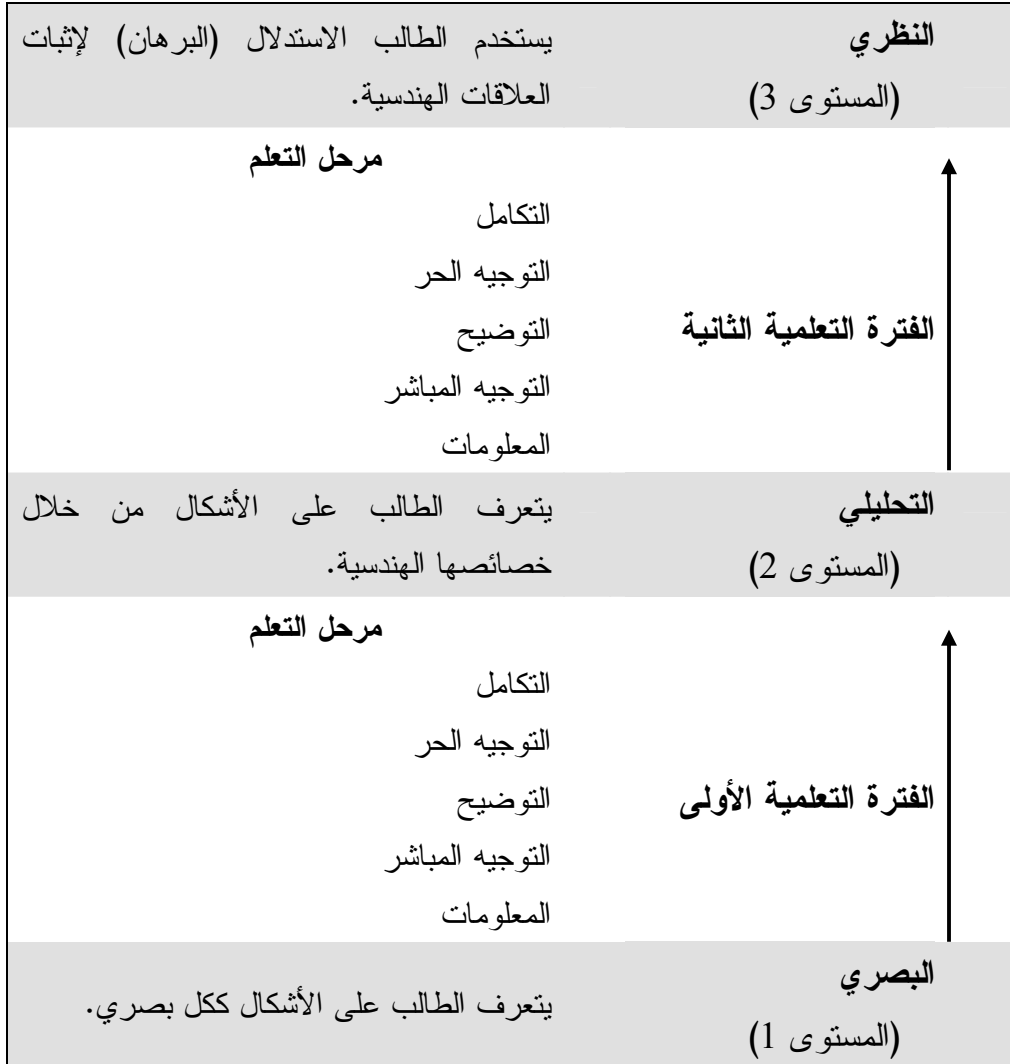 النظري
(المستوى 3)
يستخدم الطالب الاستدلال (البرهان) لإثبات
العلاقات الهندسية.
مرحل التعلم
التكامل
التوجيه الحر
التوضيح
التوجيه المباشر
المعلومات
الفترة التعلمية الثانية
التحليلي
(المستوى 2)
يتعرف الطالب على الأشكال من خلال
خصائصها الهندسية.
مرحل التعلم
التكامل
التوجيه الحر
التوضيح
التوجيه المباشر
المعلومات
الفترة التعلمية الأولى
البصري
(المستوى 1)
يتعرف الطالب على الأشكال ككل بصري.